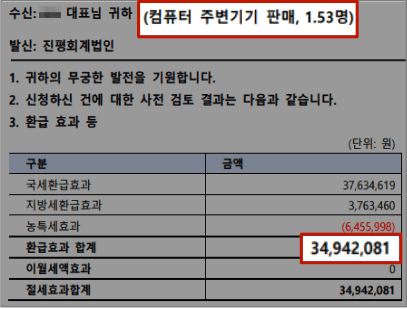 수신: 대표님 귀하 (컴퓨터 주변기기 판매, 1.53명)
발신: 진평회계법인
1. 귀하의 무궁한 발전을 기원합니다.
2. 신청하신 건에 대한 사전 검토 결과는 다음과 같습니다.
3. 환급 효과 등
(단위: 원)
구분 금액
국세환급효과 37,634,619
지방세환급효과 3,763,460
농특세효과 (6,455,998)
환급효과 합계 34,942,081
이월세액효과 0
절세효과합계 34,942,081